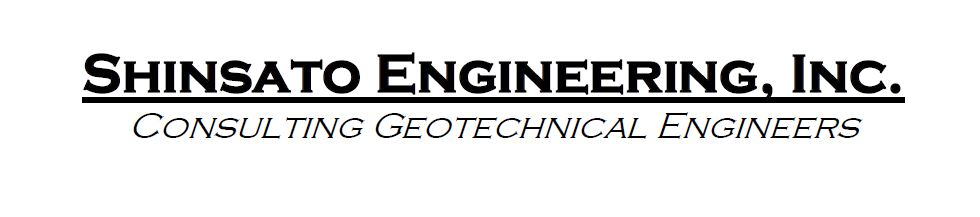 Shinsato Engineering, Inc.
Consulting Geotechnical Engineers